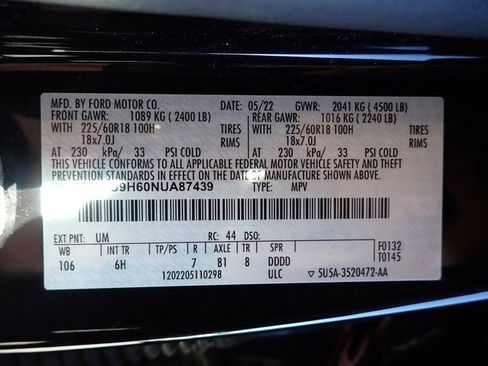 MFD. BY FORD MOTOR CO.
DATE: 05/22 GVWR: 2041 KG (4500 LB)
FRONT GAWR: 1089 KG (2400 LB) REAR GAWR: 1016 KG (2240 LB)
WITH 225/60R18 100H TIRES WITH 225/60R18 100H TIRES
18x7.0J RIMS 18x7.0J RIMS
AT 230 kPa/ 33 PSI COLD AT 230 kPa/ 33 PSI COLD
THIS VEHICLE CONFORMS TO ALL APPLICABLE FEDERAL MOTOR VEHICLE SAFETY AND THEFT
PREVENTION STANDARDS IN EFFECT ON THE DATE OF MANUFACTURE SHOWN ABOVE.
9H60NUA87439 TYPE: MPV
EXT PNT: UM RC: 44 DSO: F0132
WB INT TR TP/PS R AXLE TR SPR T0145
106 6H 7 81 8 DDDD
1202205110298 ULC 5U5A-3520472-AA